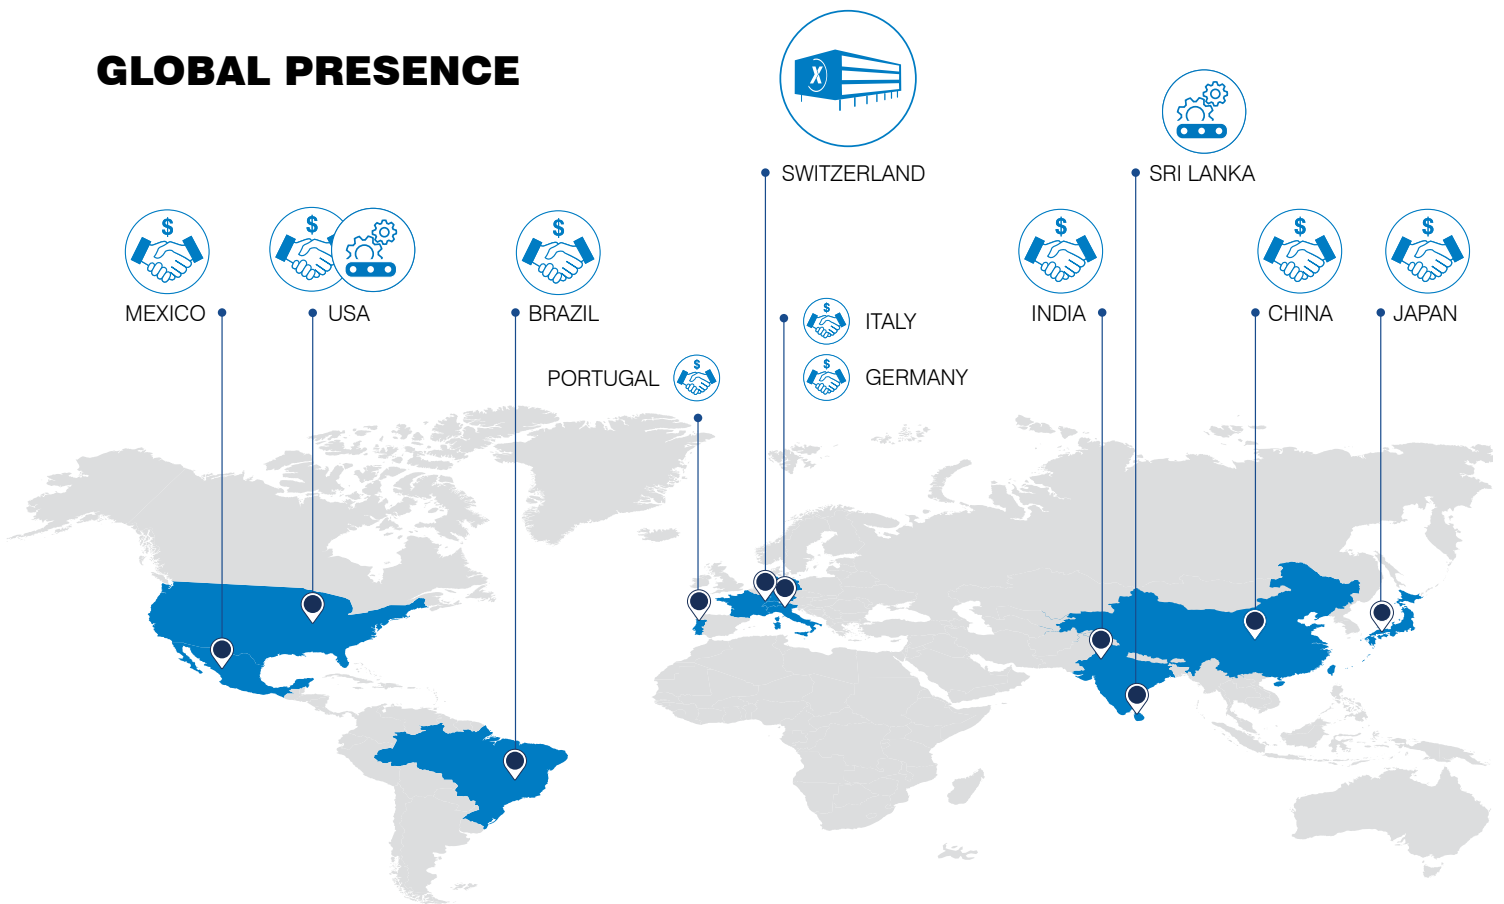 GLOBAL PRESENCE
X
SWITZERLAND
SRI LANKA
$
$
$
$
$
$
MEXICO
USA
BRAZIL
INDIA
CHINA
JAPAN
$
ITALY
PORTUGAL
$
$
GERMANY